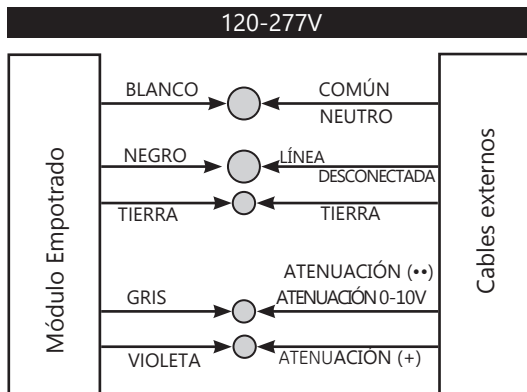 120-277V
BLANCO
COMÚN
NEUTRO
NEGRO
LÍNEA
DESCONECTADA
TIERRA
TIERRA
ATENUACIÓN (••)
GRIS
ATENUACIÓN 0-10V
VIOLETA
ATENUACIÓN (+)
Módulo Empotrado
Cables externos